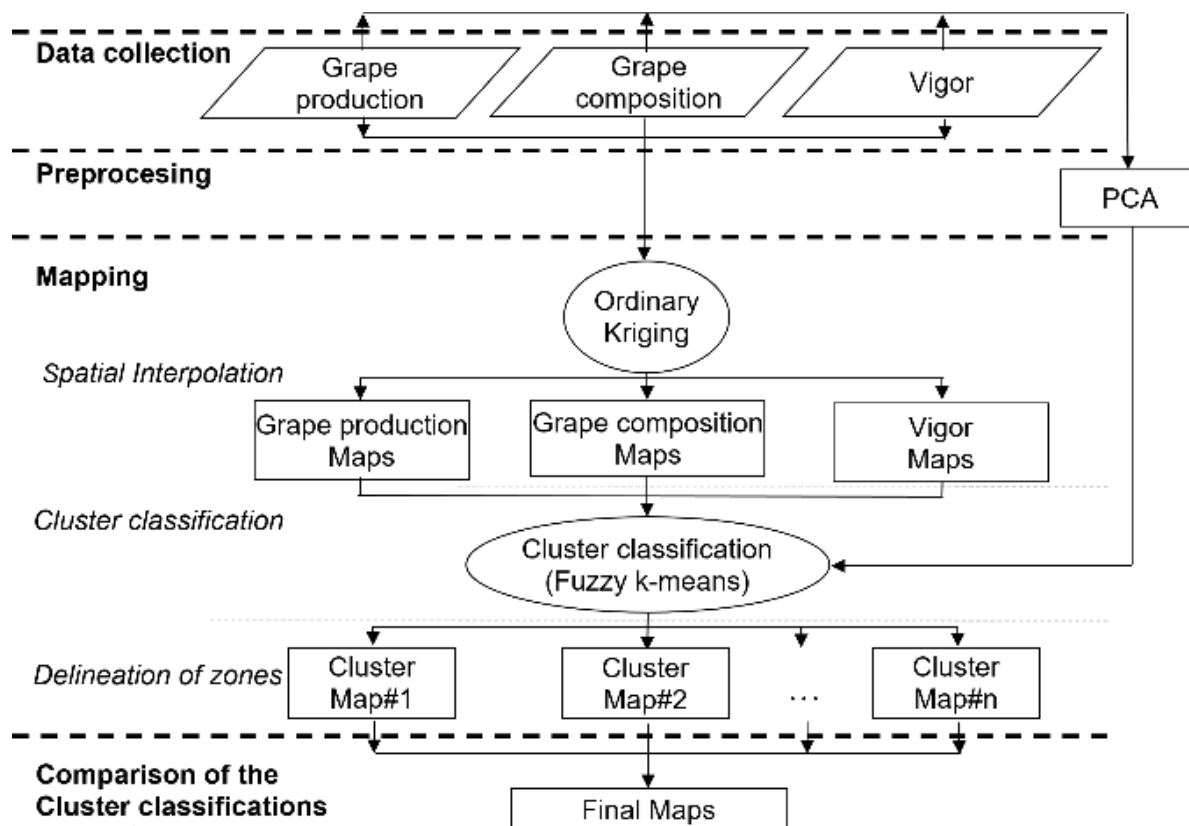 Data collection
Grape
production
Grape
composition
Vigor
Preprocesing
PCA
Mapping
Ordinary
Kriging
Spatial Interpolation
Grape production
Maps
Grape composition
Maps
Vigor
Maps
Cluster classification
Cluster classification
(Fuzzy k-means)
Delineation of zones
Cluster
Map#1
Cluster
Map#2
...
Cluster
Map#n
Comparison of the
Cluster classifications
Final Maps